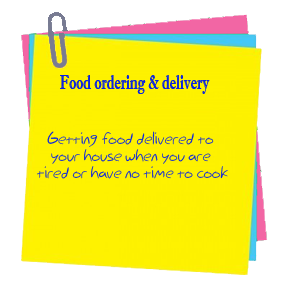 Food ordering & delivery
Getting food delivered to
your house when you are
tired or have no time to cook